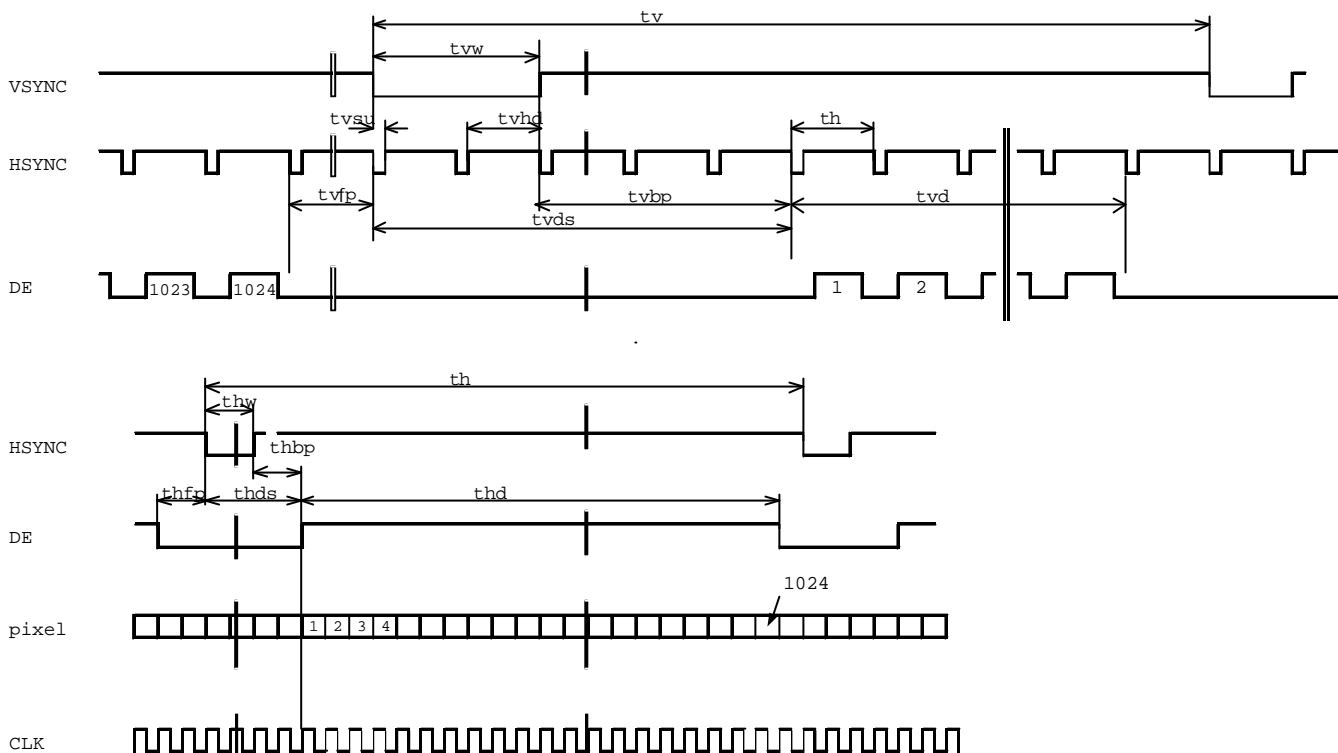 tv
tvw
VSYNC
tvsu
tvhd
th
HSYNC
tvfp
tvbp
tvd
tvds
DE
1023
1024
1
2
.
th
thw
HSYNC
thbp
thfp
thds
thd
DE
1024
pixel
1 2 3 4
CLK